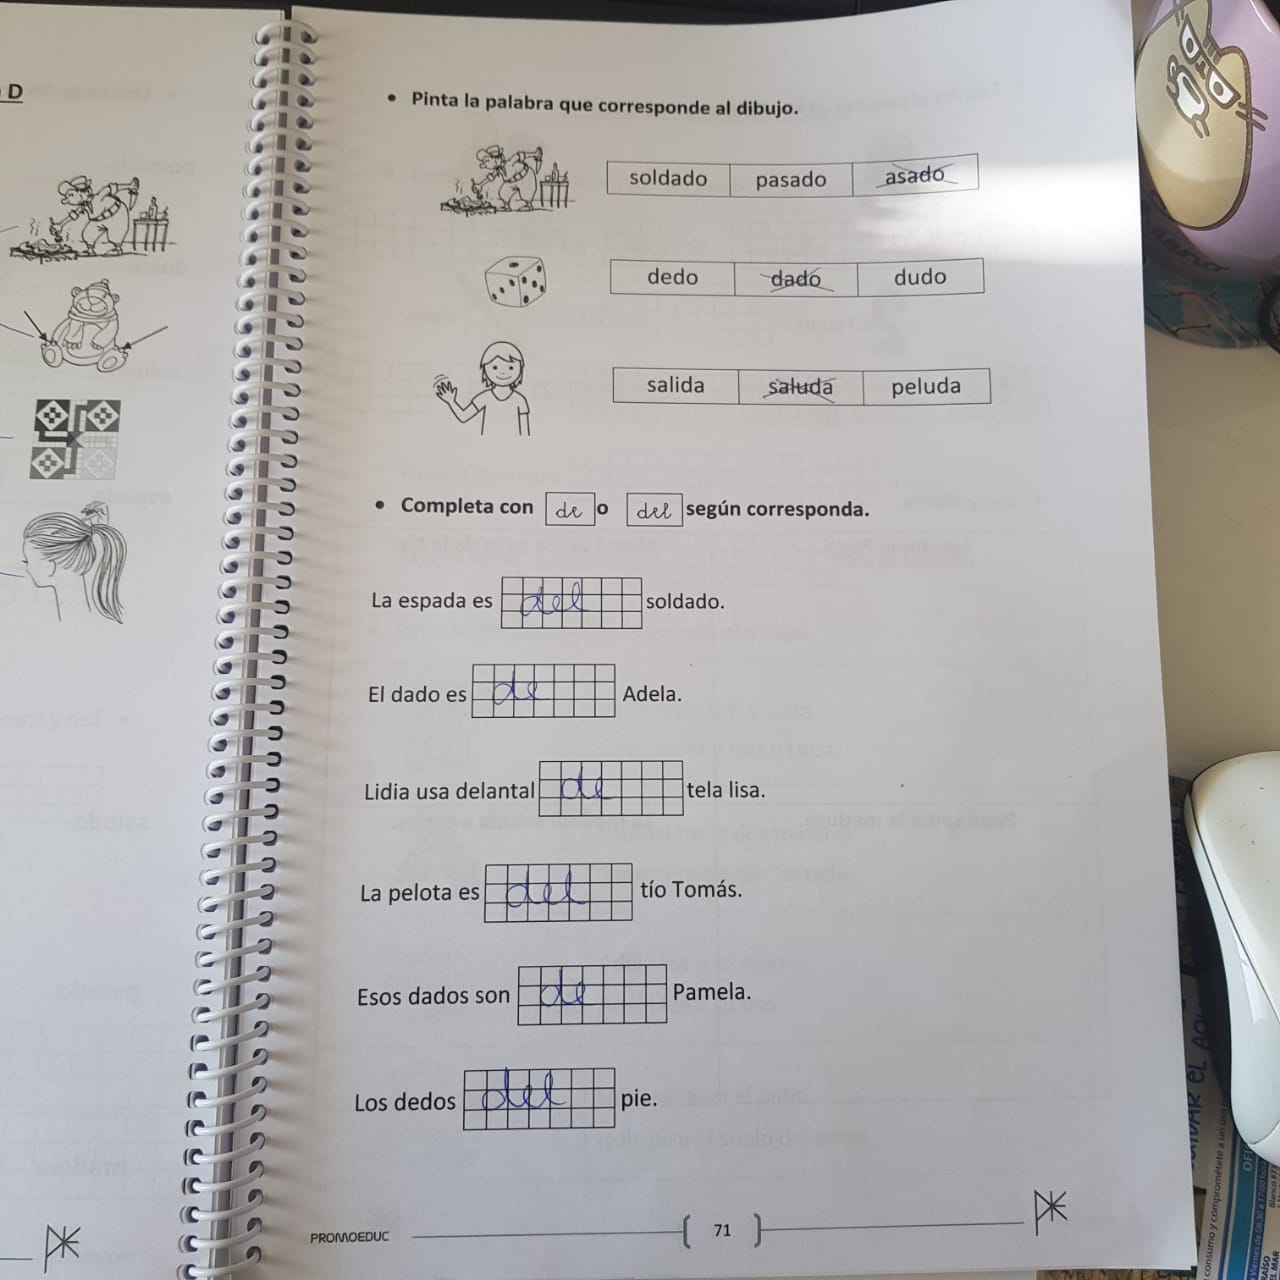 D
• Pinta la palabra que corresponde al dibujo.
soldado pasado asado
dedo dado dudo
salida saluda peluda
• Completa con de o del según corresponda.
La espada es del soldado.
El dado es de Adela.
Lidia usa delantal de tela lisa.
La pelota es del tío Tomás.
Esos dados son de Pamela.
Los dedos del pie.
PROMOEDUC 71